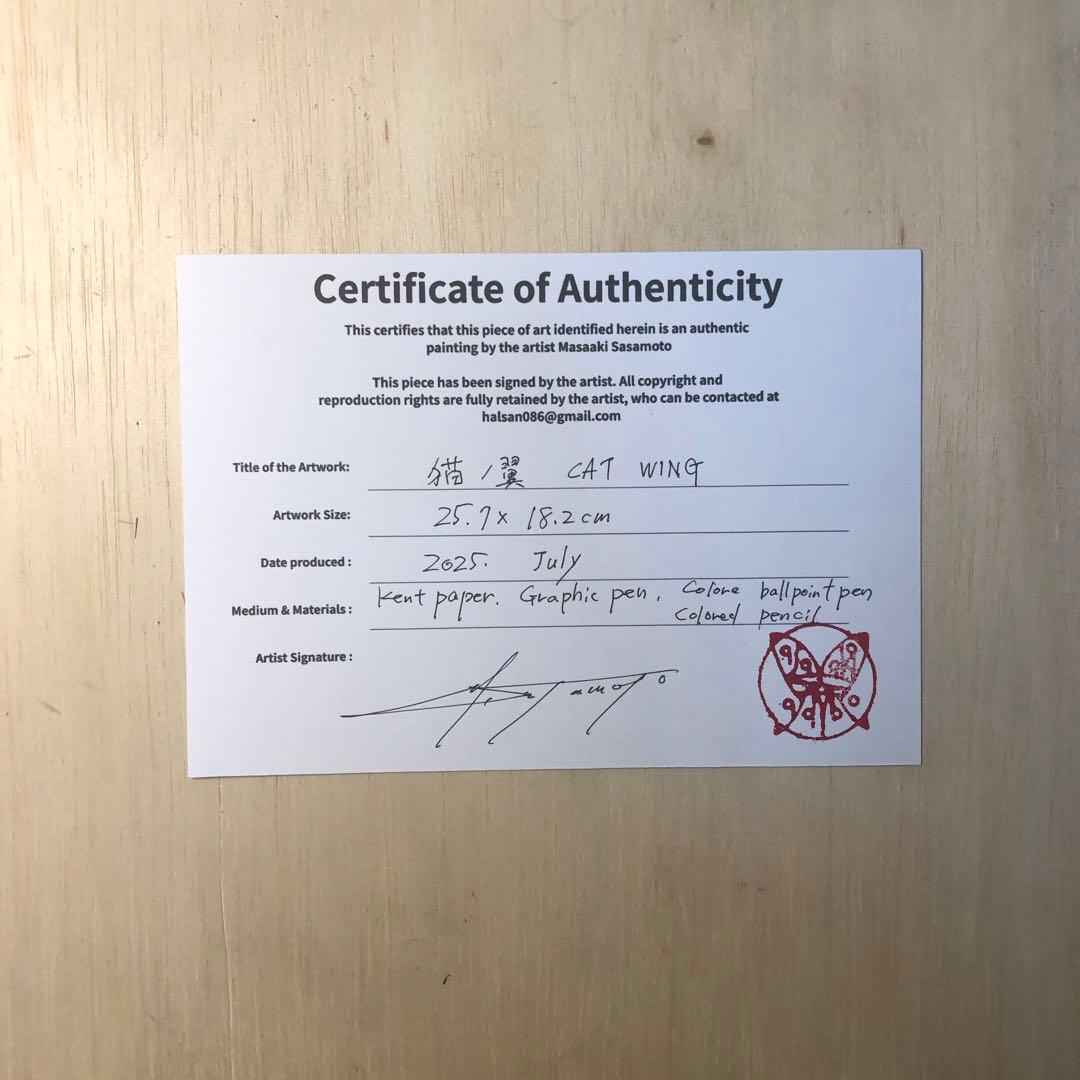 Certificate of Authenticity
This certifies that this piece of art identified herein is an authentic
painting by the artist Masaaki Sasamoto
This piece has been signed by the artist. All copyright and
reproduction rights are fully retained by the artist, who can be contacted at
halsan086@gmail.com
Title of the Artwork: 猫ノ翼 CAT WING
Artwork Size: 25.7 x 18.2 cm
Date produced : 2025. July
Medium & Materials : Kent paper. Graphic pen. Colore ballpoint pen
Colored pencil
Artist Signature :